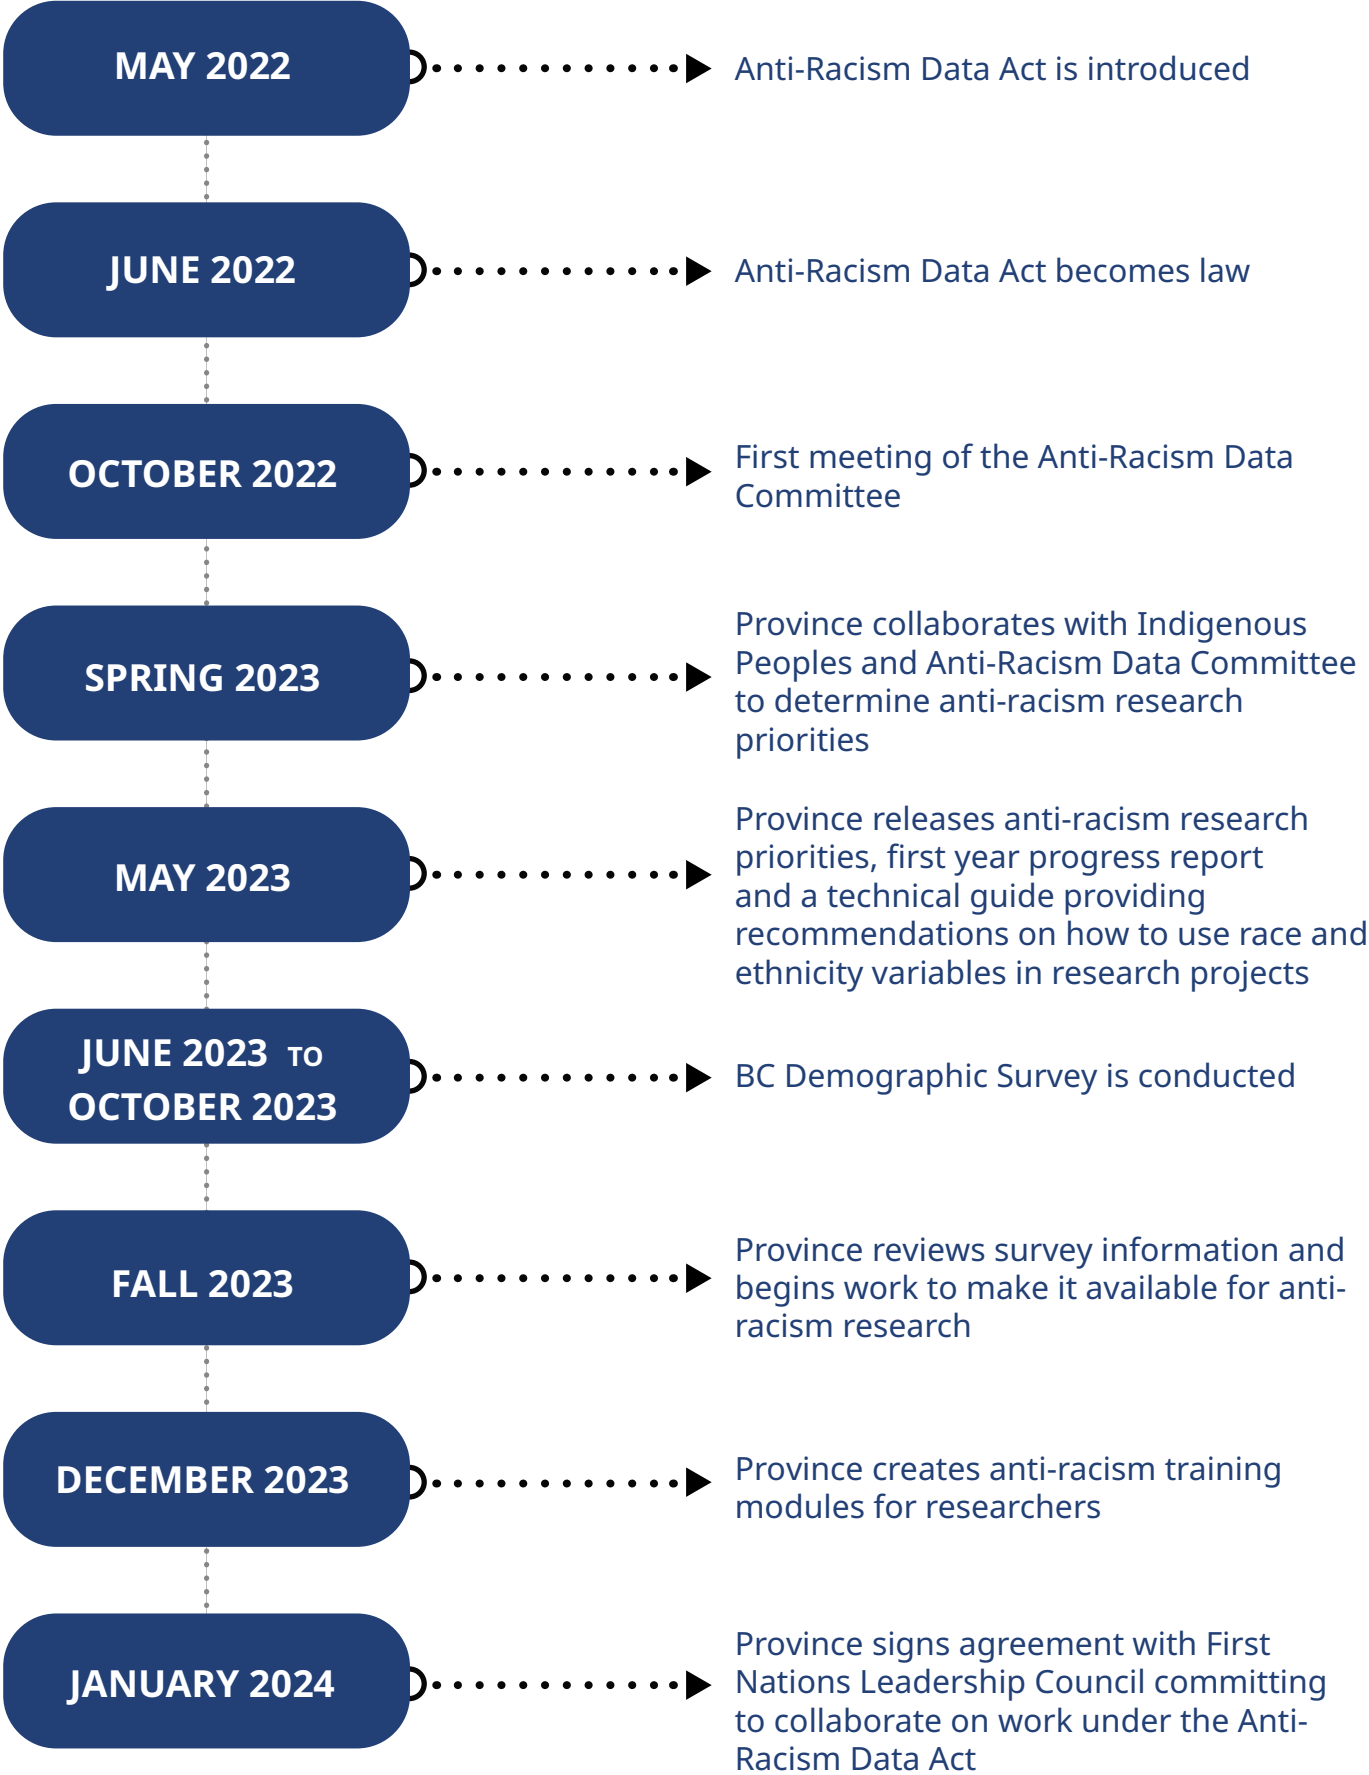 MAY 2022
Anti-Racism Data Act is introduced
JUNE 2022
Anti-Racism Data Act becomes law
OCTOBER 2022
First meeting of the Anti-Racism Data
Committee
SPRING 2023
Province collaborates with Indigenous
Peoples and Anti-Racism Data Committee
to determine anti-racism research
priorities
MAY 2023
Province releases anti-racism research
priorities, first year progress report
and a technical guide providing
recommendations on how to use race and
ethnicity variables in research projects
JUNE 2023 TO
OCTOBER 2023
BC Demographic Survey is conducted
FALL 2023
Province reviews survey information and
begins work to make it available for anti-
racism research
DECEMBER 2023
Province creates anti-racism training
modules for researchers
JANUARY 2024
Province signs agreement with First
Nations Leadership Council committing
to collaborate on work under the Anti-
Racism Data Act